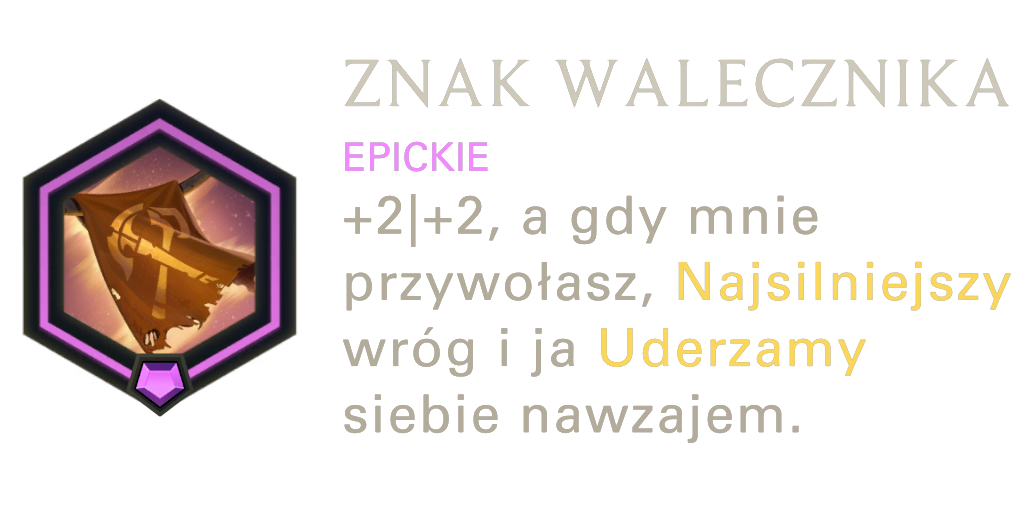 ZNAK WALECZNIKA
EPICKIE
+2|+2, a gdy mnie
przywołasz, Najsilniejszy
wróg i ja Uderzamy
siebie nawzajem.